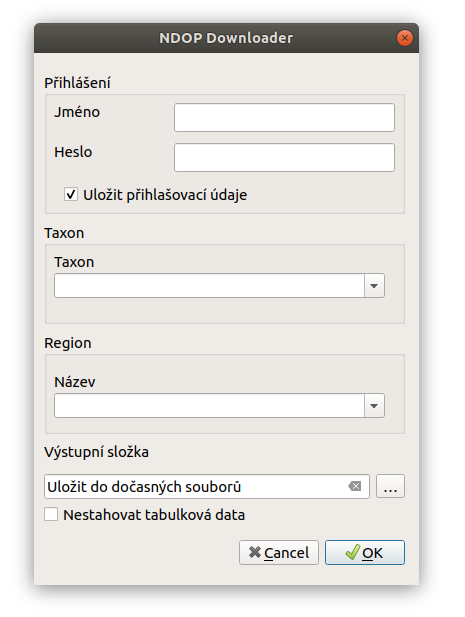 NDOP Downloader
Přihlášení
Jméno
Heslo
Uložit přihlašovací údaje
Taxon
Taxon
Region
Název
Výstupní složka
Uložit do dočasných souborů
...
Nestahovat tabulková data
Cancel
OK